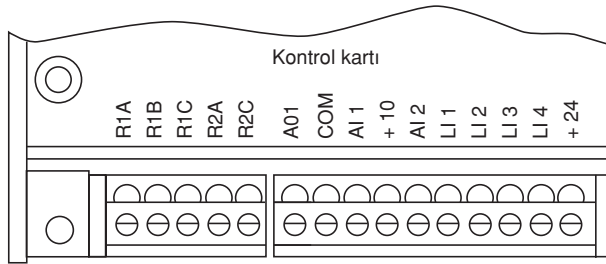 Kontrol kartı
R1A R1B R1C R2A R2C A01 COM AI 1 + 10 AI 2 LI 1 LI 2 LI 3 LI 4 + 24